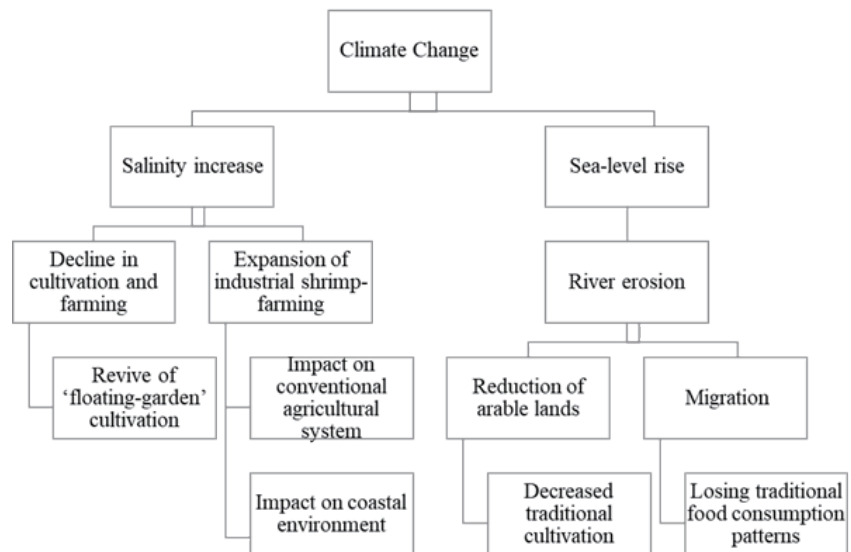 Climate Change
Salinity increase
Sea-level rise
Decline in
cultivation and
farming
Expansion of
industrial shrimp-
farming
River erosion
Revive of
‘floating-garden’
cultivation
Impact on
conventional
agricultural
system
Reduction of
arable lands
Migration
Impact on coastal
environment
Decreased
traditional
cultivation
Losing traditional
food consumption
patterns